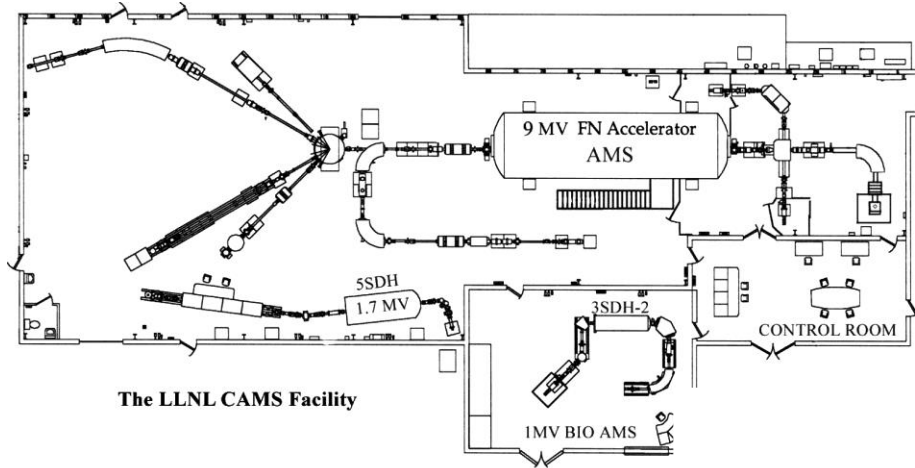 9 MV FN Accelerator
AMS
5SDH
1.7 MV
3SDH-2
CONTROL ROOM
The LLNL CAMS Facility
1MV BIO AMS